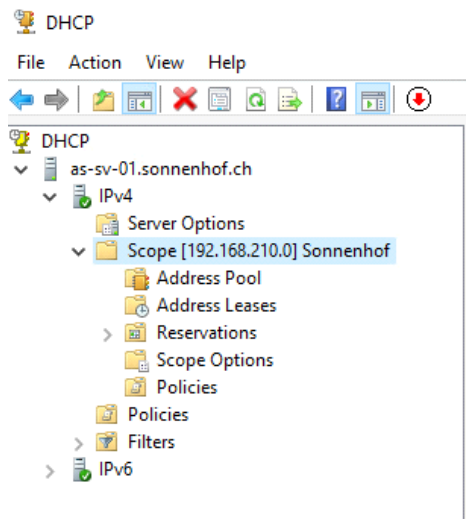 DHCP
File Action View Help
DHCP
as-sv-01.sonnenhof.ch
IPv4
Server Options
Scope [192.168.210.0] Sonnenhof
Address Pool
Address Leases
Reservations
Scope Options
Policies
Policies
Filters
IPv6